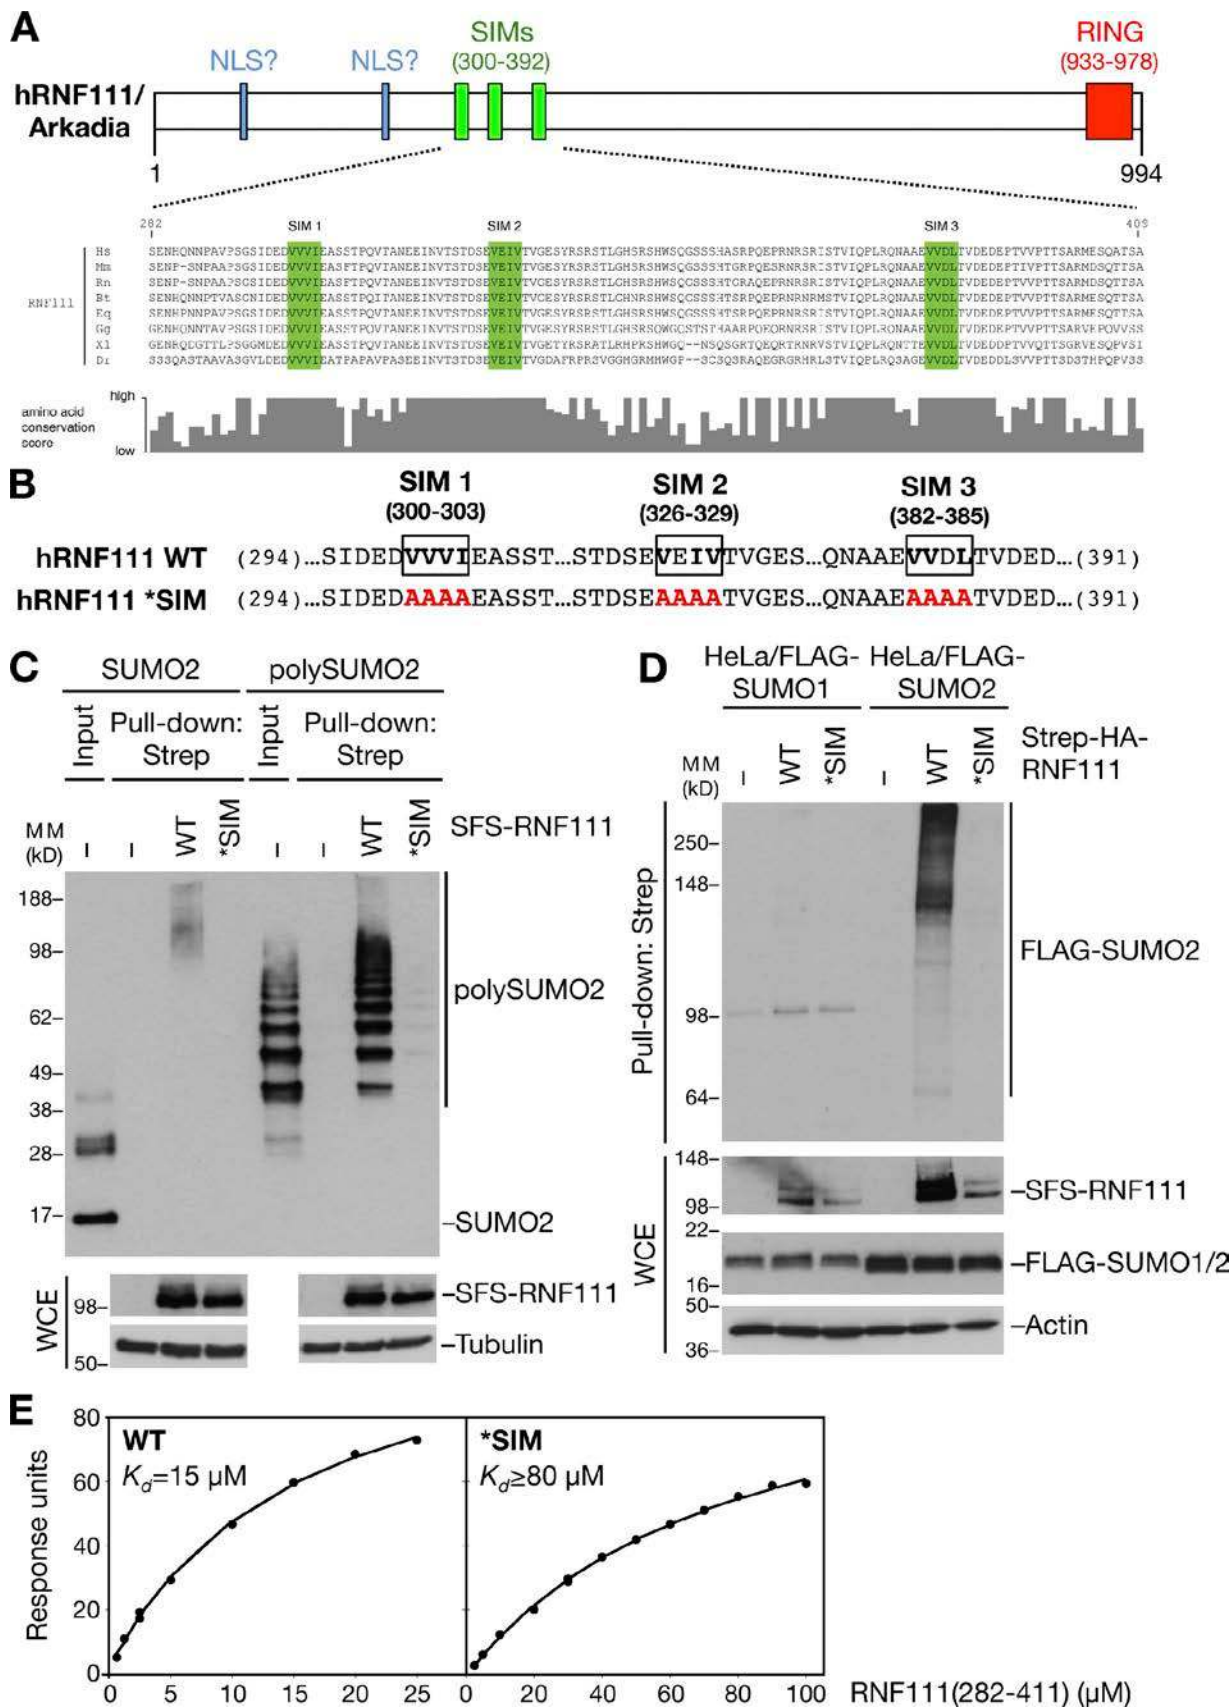 A
NLS?
NLS?
SIMs
(300-392)
RING
(933-978)
hRNF111/
Arkadia
1
994
282
SIM 1
SIM 2
SIM 3
409
RNF111
Hs
Mm
Rn
Bt
Eq
Gg
Xl
Dr
amino acid
conservation
score
high
low
B
SIM 1
(300-303)
SIM 2
(326-329)
SIM 3
(382-385)
hRNF111 WT (294)…SIDEDVVVIEASST…STDSEVEIVTVGES…QNAAEVVDLTVDED…(391)
hRNF111 *SIM (294)…SIDEDAAAAEASST…STDSEAAAATVGES…QNAAEAAAATVDED…(391)
C
SUMO2
polySUMO2
Input
Pull-down:
Strep
Input
Pull-down:
Strep
MM
(kD)
– – WT *SIM – – WT *SIM
SFS-RNF111
188–
98–
62–
49–
38–
28–
17–
polySUMO2
–SUMO2
WCE
98–
–SFS-RNF111
50–
–Tubulin
D
HeLa/FLAG-
SUMO1
HeLa/FLAG-
SUMO2
MM
(kD)
– WT *SIM – WT *SIM
Strep-HA-
RNF111
Pull-down: Strep
250–
148–
98–
64–
FLAG-SUMO2
WCE
148–
98–
–SFS-RNF111
22–
16–
–FLAG-SUMO1/2
50–
36–
–Actin
E
Response units
80
60
40
20
0
WT
Kd=15 µM
*SIM
Kd≥80 µM
0 5 10 15 20 25
0 20 40 60 80 100
RNF111(282-411) (µM)